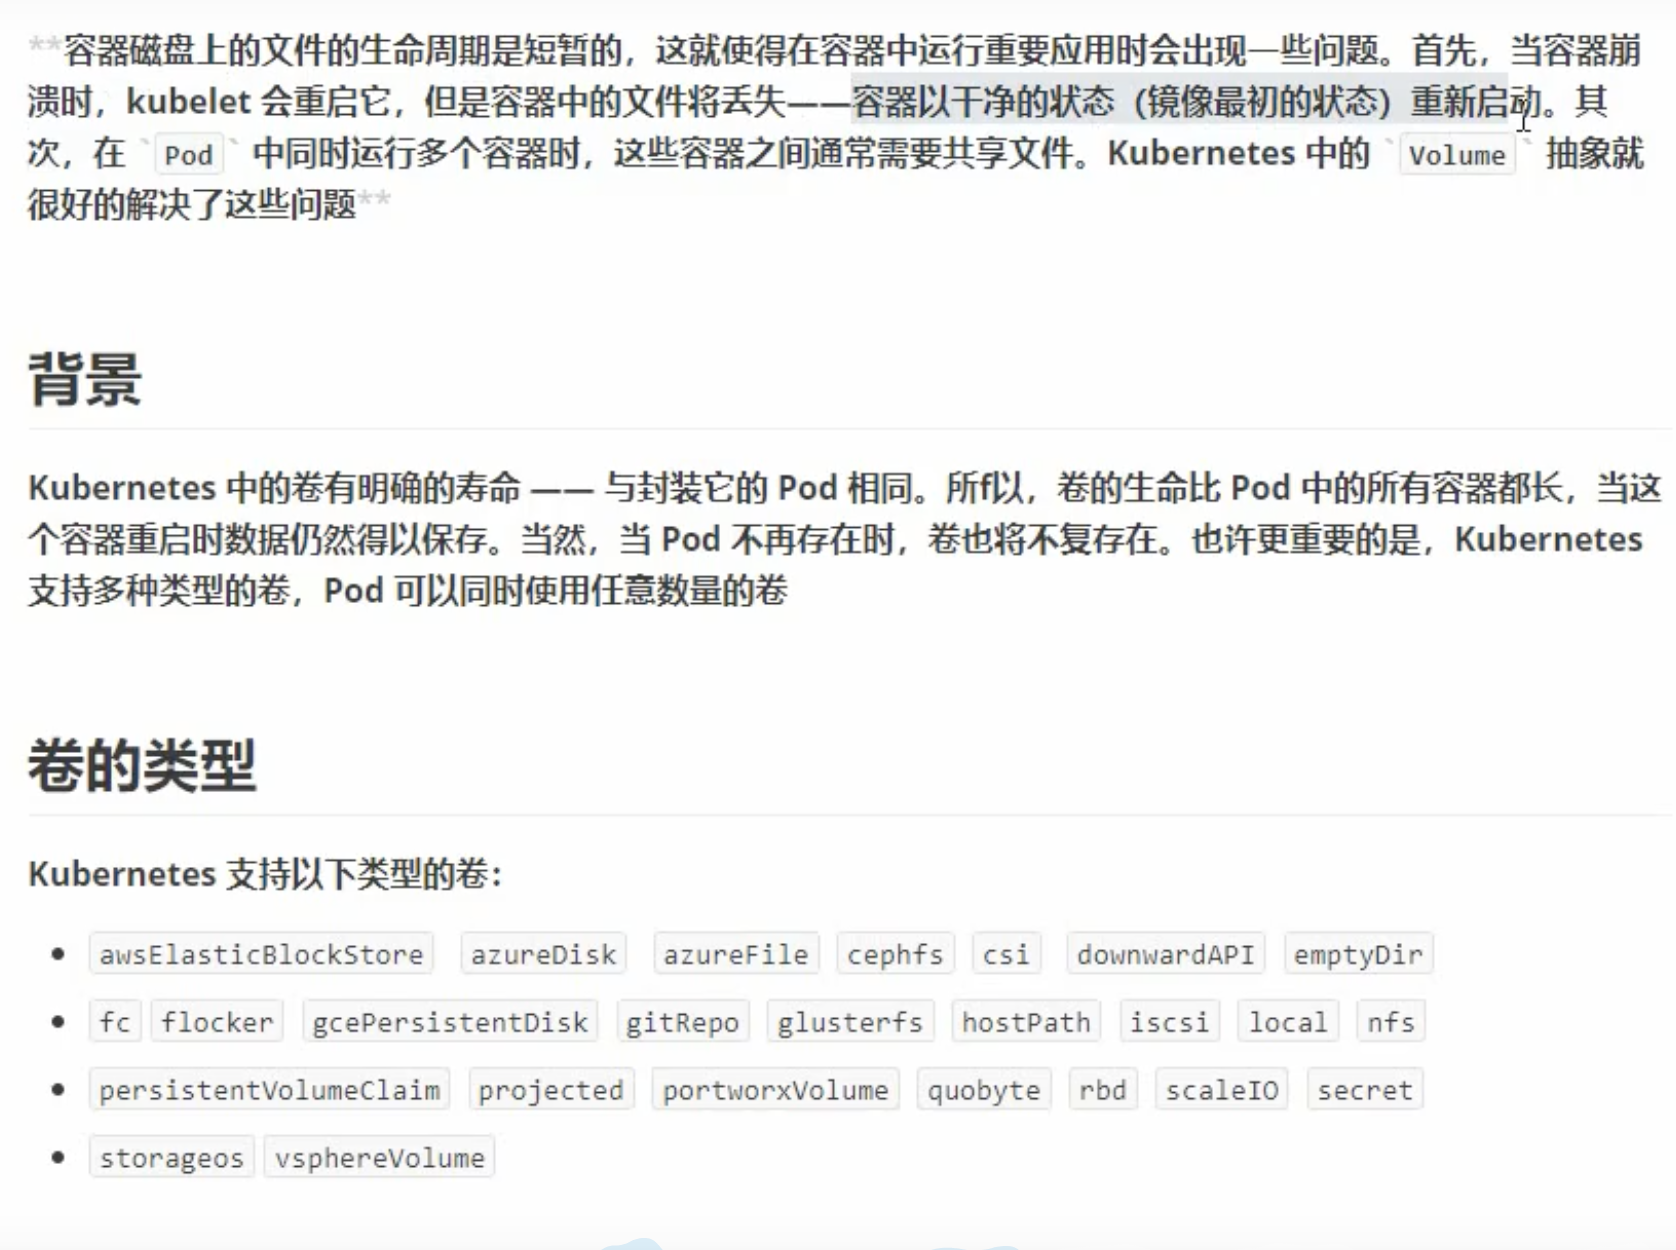 **容器磁盘上的文件的生命周期是短暂的，这就使得在容器中运行重要应用时会出现一些问题。首先，当容器崩
溃时，kubelet 会重启它，但是容器中的文件将丢失——容器以干净的状态（镜像最初的状态）重新启动。其
次，在 `Pod` 中同时运行多个容器时，这些容器之间通常需要共享文件。Kubernetes 中的 `Volume` 抽象就
很好的解决了这些问题**
背景
Kubernetes 中的卷有明确的寿命 —— 与封装它的 Pod 相同。所f以，卷的生命比 Pod 中的所有容器都长，当这
个容器重启时数据仍然得以保存。当然，当 Pod 不再存在时，卷也将不复存在。也许更重要的是，Kubernetes
支持多种类型的卷，Pod 可以同时使用任意数量的卷
卷的类型
Kubernetes 支持以下类型的卷：
• awsElasticBlockStore azureDisk azureFile cephfs csi downwardAPI emptyDir
• fc flocker gcePersistentDisk gitRepo glusterfs hostPath iscsi local nfs
• persistentVolumeClaim projected portworxVolume quobyte rbd scaleIO secret
• storageos vsphereVolume